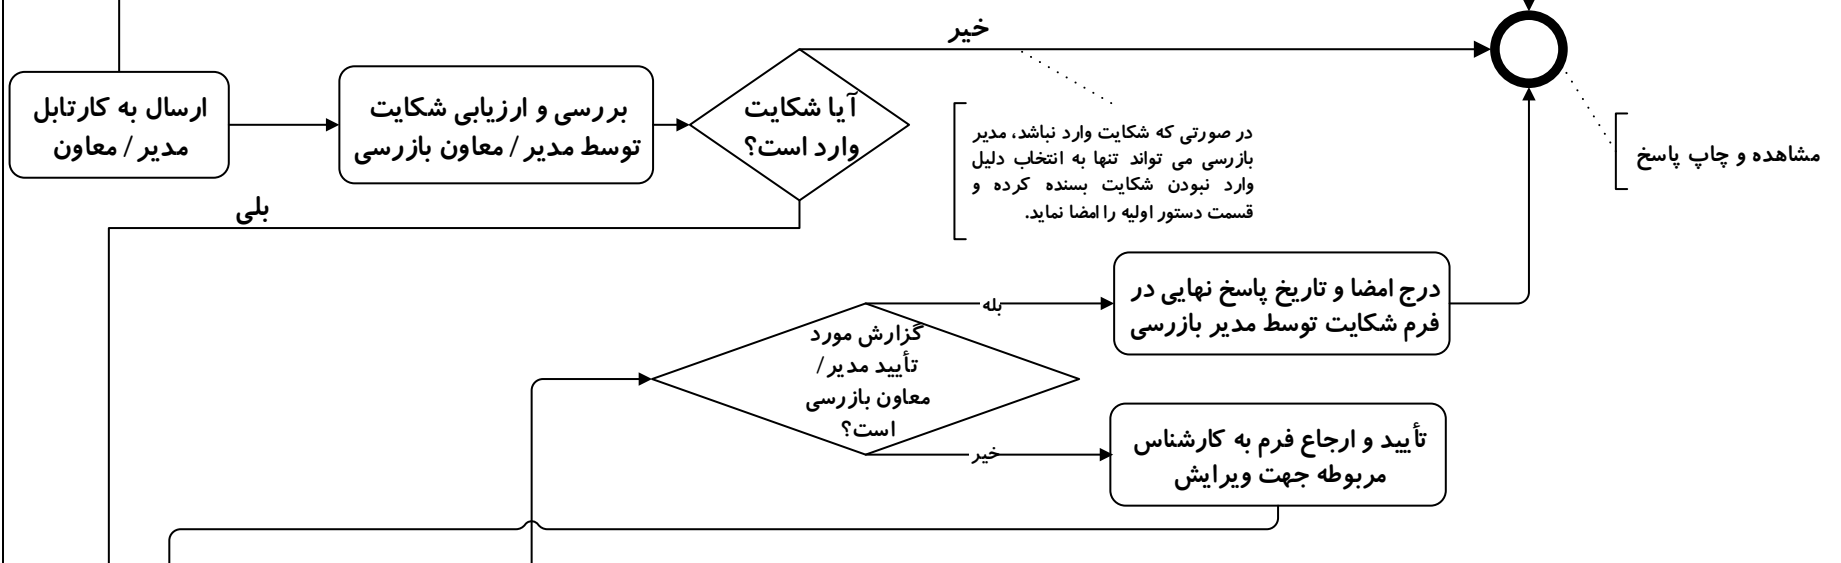 خیر
ارسال به کارتابل
مدیر / معاون
بررسی و ارزیابی شکایت
توسط مدیر / معاون بازرسی
آیا شکایت
وارد است؟
در صورتی که شکایت وارد نباشد، مدیر
بازرسی می تواند تنها به انتخاب دلیل
وارد نبودن شکایت بسنده کرده و
قسمت دستور اولیه را امضا نماید.
مشاهده و چاپ پاسخ
بلی
گزارش مورد
تأیید مدیر /
معاون بازرسی
است؟
بله
درج امضا و تاریخ پاسخ نهایی در
فرم شکایت توسط مدیر بازرسی
خیر
تأیید و ارجاع فرم به کارشناس
مربوطه جهت ویرایش